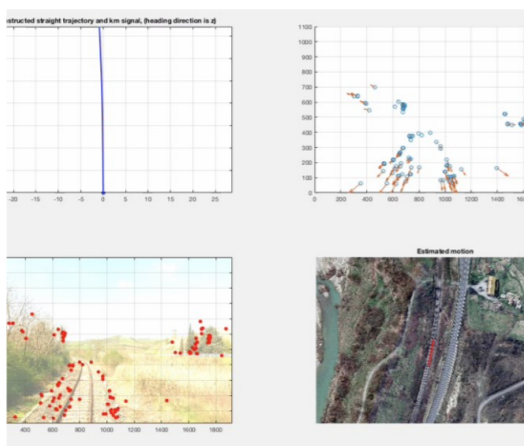 nstructed straight trajectory and km signal, (heading direction is z)
-20 -15 -10 -5 0 5 10 15 20 25
1100
1000
900
800
700
600
500
400
300
200
100
0
0 200 400 600 800 1000 1200 1400
Estimated motion
400 600 800 1000 1200 1400 1600 1800